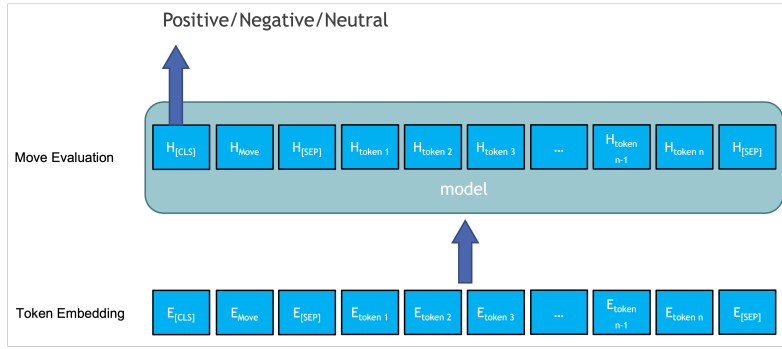 Positive/Negative/Neutral
Move Evaluation
H[CLS] HMove H[SEP] Htoken 1 Htoken 2 Htoken 3 ... Htoken n-1 Htoken n H[SEP]
model
Token Embedding
E[CLS] EMove E[SEP] Etoken 1 Etoken 2 Etoken 3 ... Etoken n-1 Etoken n E[SEP]